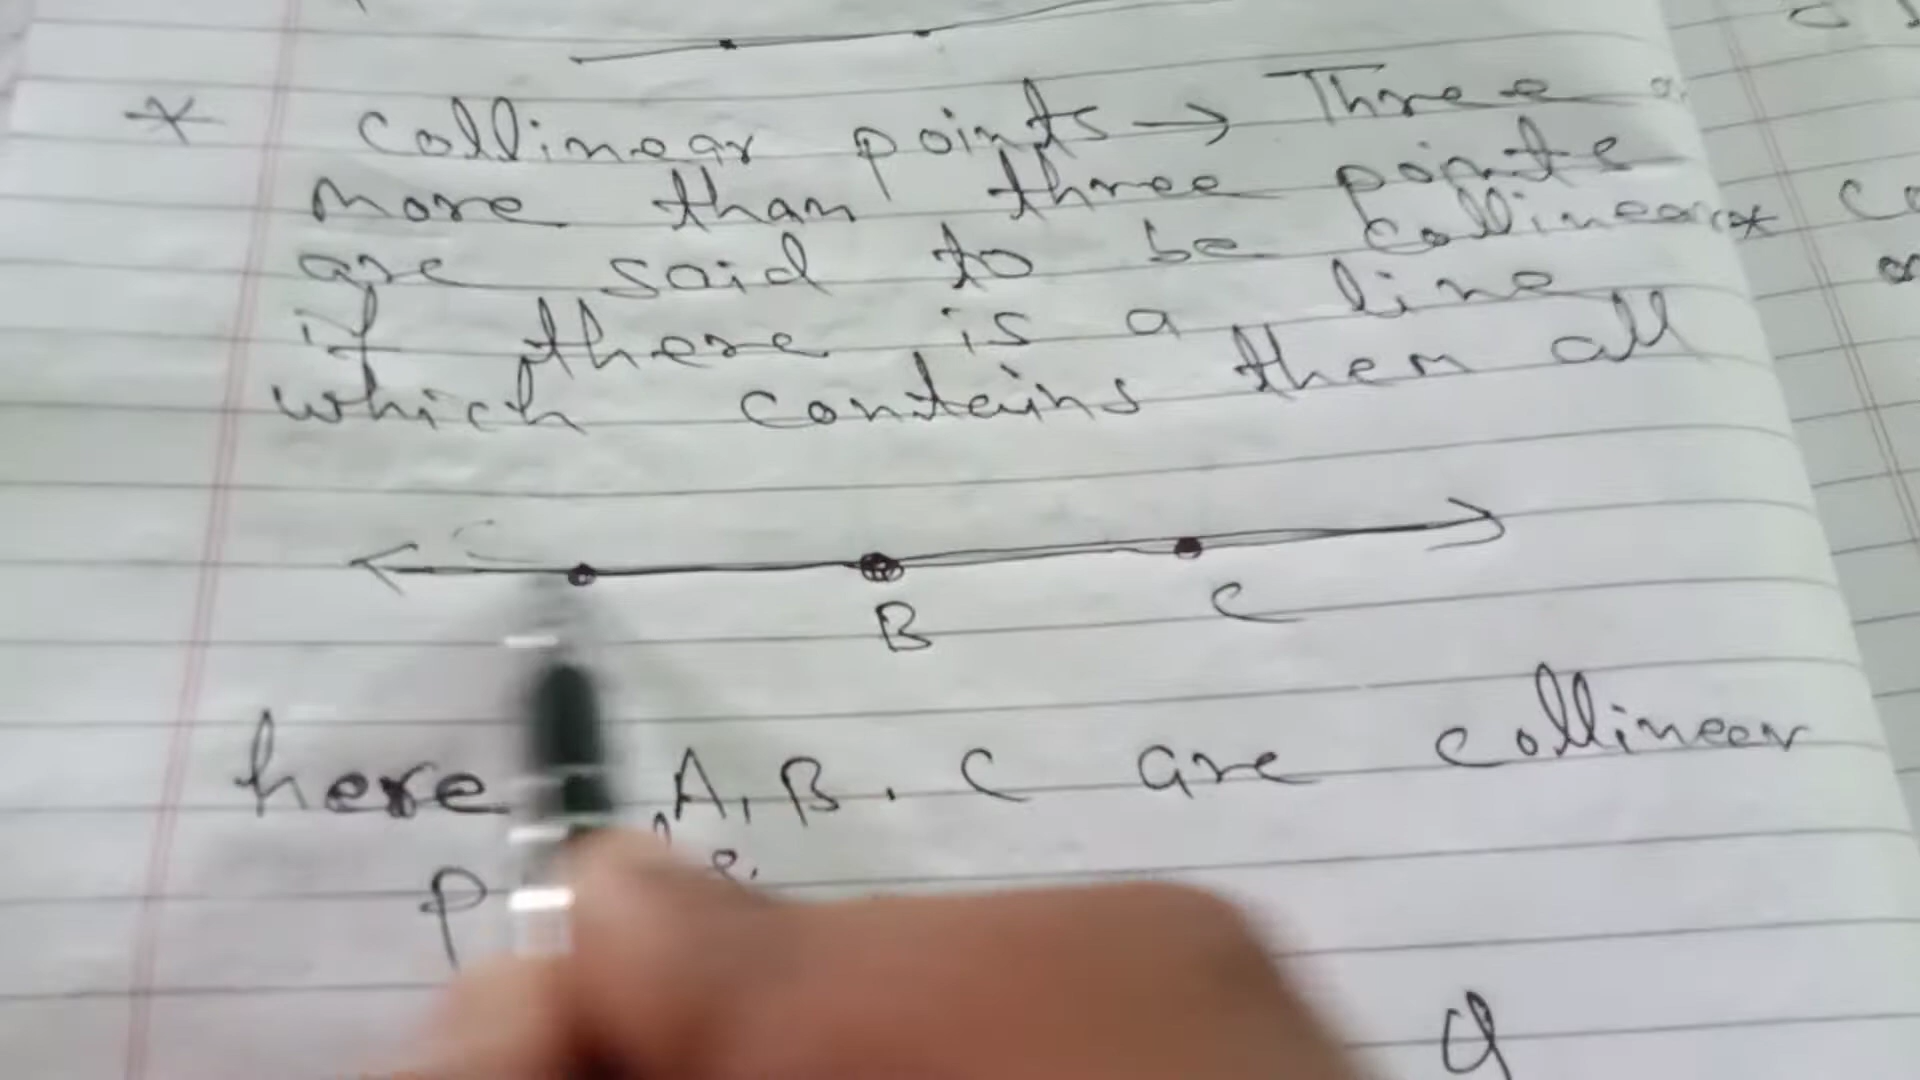 * Collinear points → Three
more than three points
are said to be collinear
if there is a line
which contains them all
B C
here A, B . C are collinear